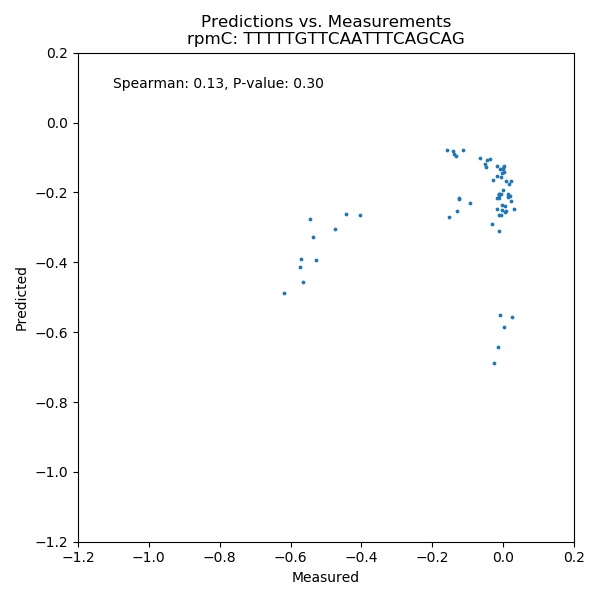 Predictions vs. Measurements
rpmC: TTTTTGTTCAATTTCAGCAG
Spearman: 0.13, P-value: 0.30
0.2
0.0
−0.2
−0.4
−0.6
−0.8
−1.0
−1.2
Predicted
−1.2 −1.0 −0.8 −0.6 −0.4 −0.2 0.0 0.2
Measured